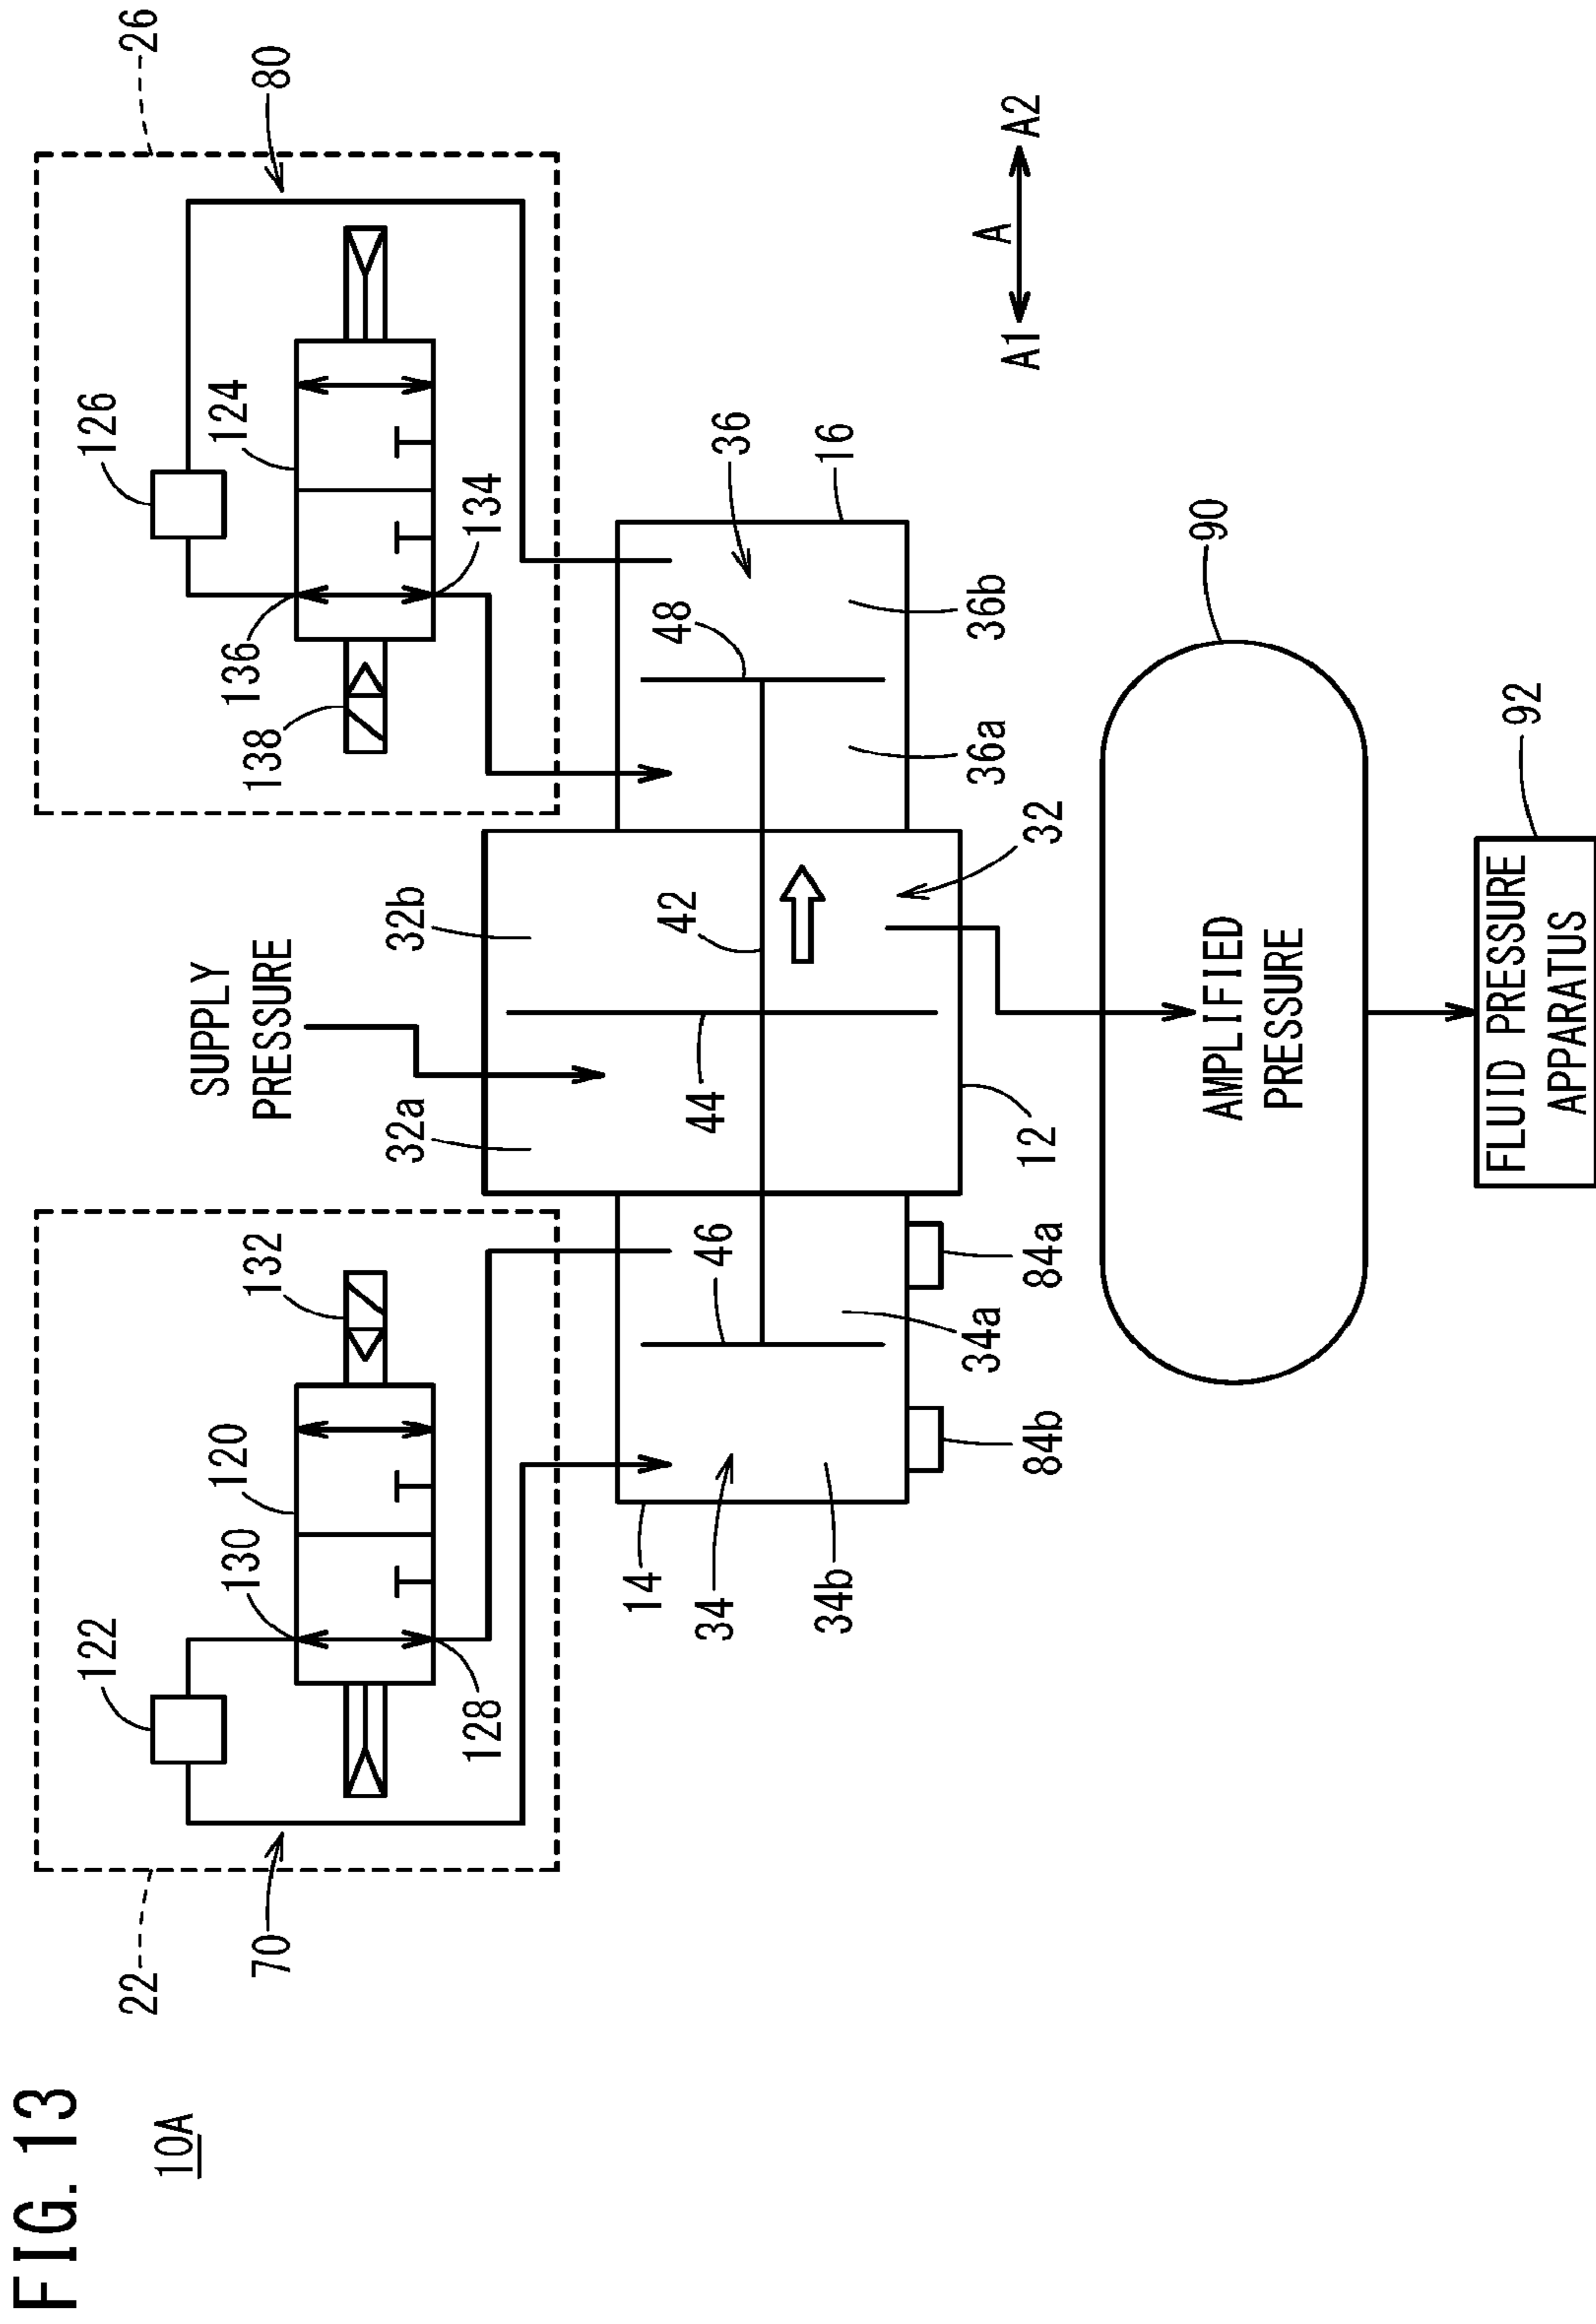 FIG. 13
10A
22
26
70
80
122
126
130
120
132
136
124
138
128
134
SUPPLY
PRESSURE
32a
32b
14
34
34b
46
44
42
48
36
16
34a
36a
36b
84b
84a
12
32
A1
A
A2
90
AMPLIFIED
PRESSURE
92
FLUID PRESSURE
APPARATUS